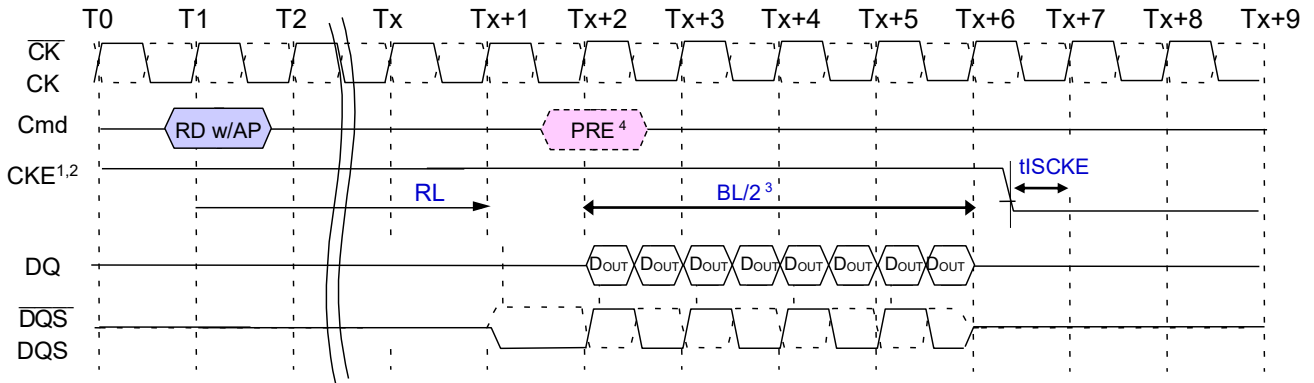 T0 T1 T2 Tx Tx+1 Tx+2 Tx+3 Tx+4 Tx+5 Tx+6 Tx+7 Tx+8 Tx+9
CK
CK
Cmd RD w/AP PRE 4
CKE1,2 tISCKE
RL BL/2 3
DQ DOUT DOUT DOUT DOUT DOUT DOUT DOUT DOUT
DQS
DQS